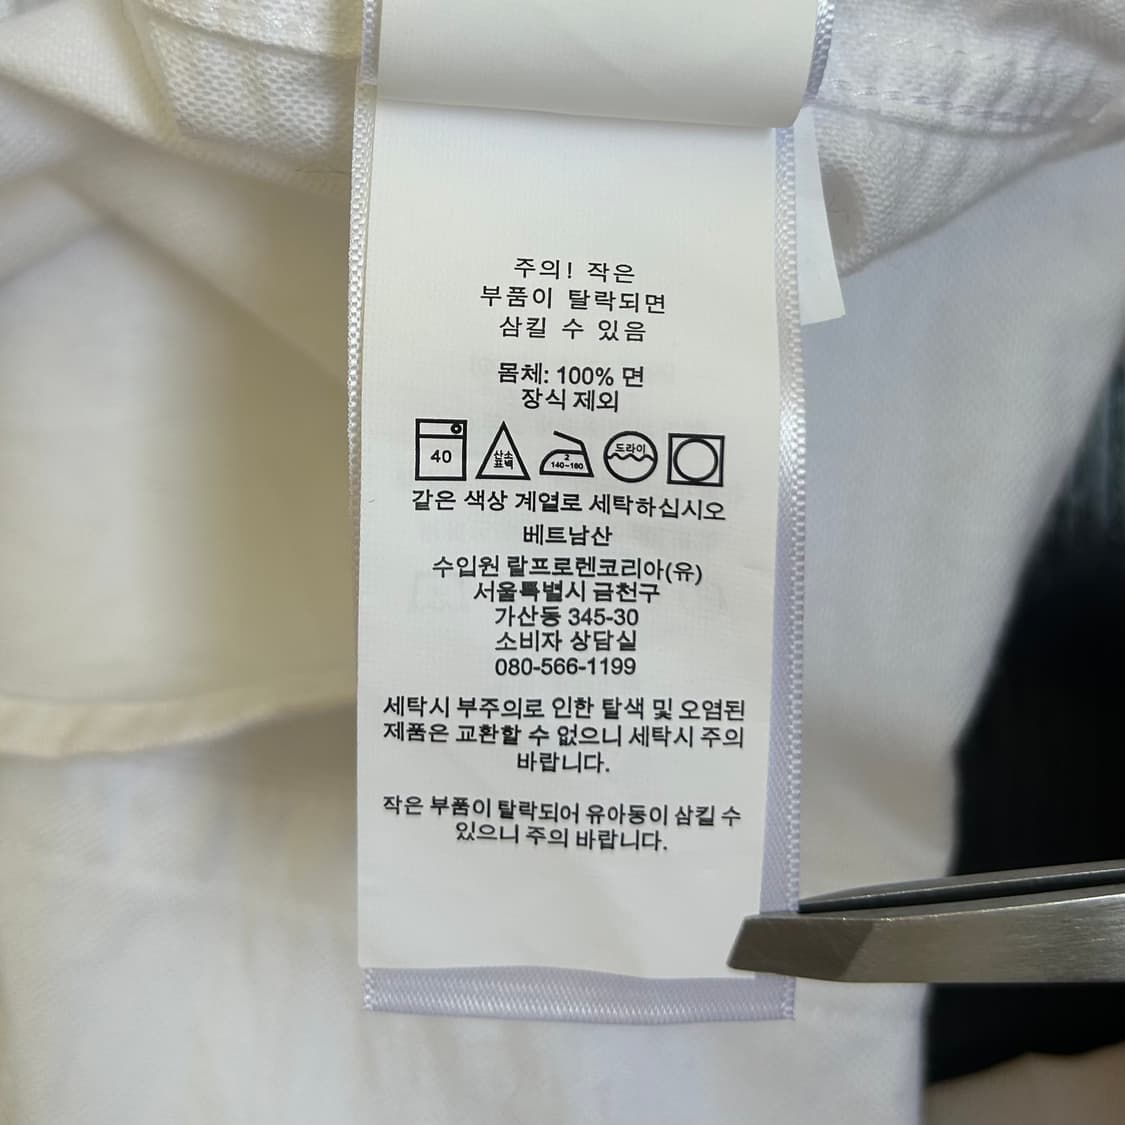 주의! 작은
부품이 탈락되면
삼킬 수 있음
몸체: 100% 면
장식 제외
40 산소 표백 2 140~160 드라이
같은 색상 계열로 세탁하십시오
베트남산
수입원 랄프로렌코리아(유)
서울특별시 금천구
가산동 345-30
소비자 상담실
080-566-1199
세탁시 부주의로 인한 탈색 및 오염된
제품은 교환할 수 없으니 세탁시 주의
바랍니다.
작은 부품이 탈락되어 유아둥이 삼킬 수
있으니 주의 바랍니다.